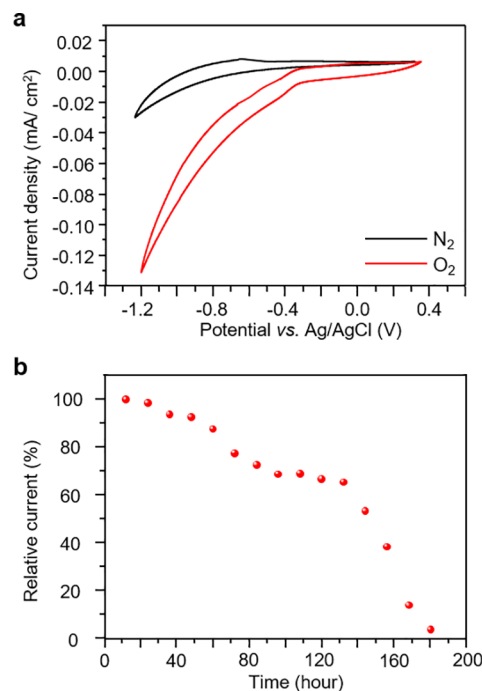 a
0.02
0.00
-0.02
-0.04
-0.06
-0.08
-0.10
-0.12
-0.14
Current density (mA/ cm²)
N₂
O₂
-1.2 -0.8 -0.4 0.0 0.4
Potential vs. Ag/AgCl (V)
b
100
80
60
40
20
0
Relative current (%)
0 40 80 120 160 200
Time (hour)